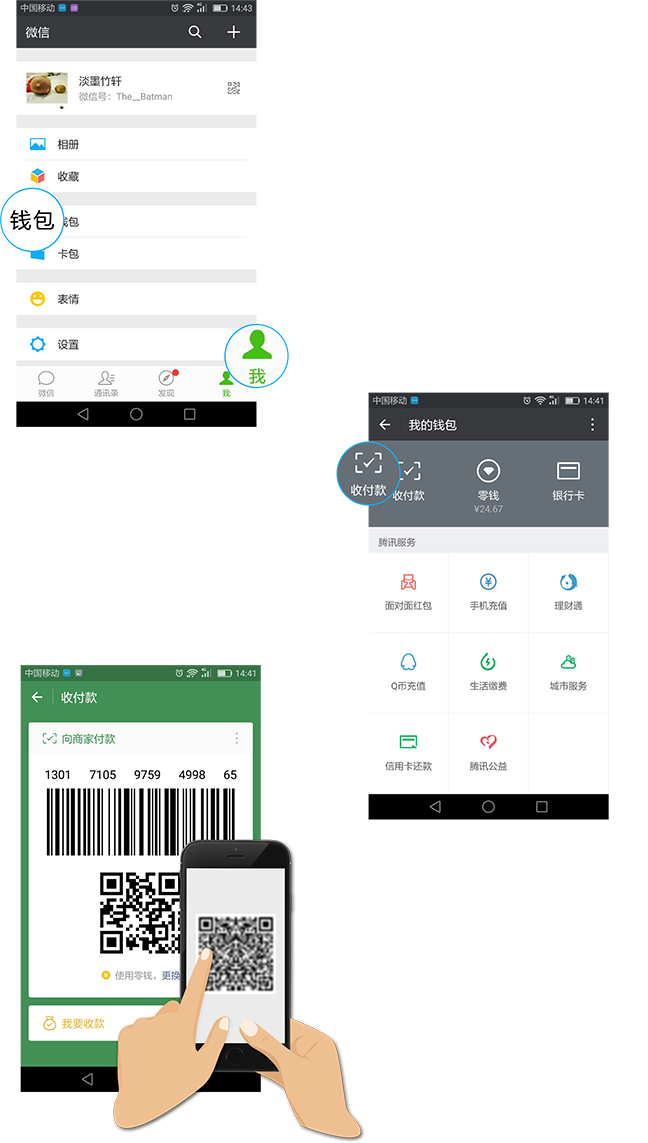 中国移动 14:43
微信
淡墨竹轩
微信号：The__Batman
相册
收藏
钱包
钱包
卡包
表情
设置
我
微信 通讯录 发现 我
中国移动 14:41
我的钱包
收付款
收付款 零钱 银行卡
¥24.67
腾讯服务
面对面红包 手机充值 理财通
Q币充值 生活缴费 城市服务
信用卡还款 腾讯公益
中国移动 14:41
收付款
向商家付款
1301 7105 9759 4998 65
使用零钱，更换
我要收款